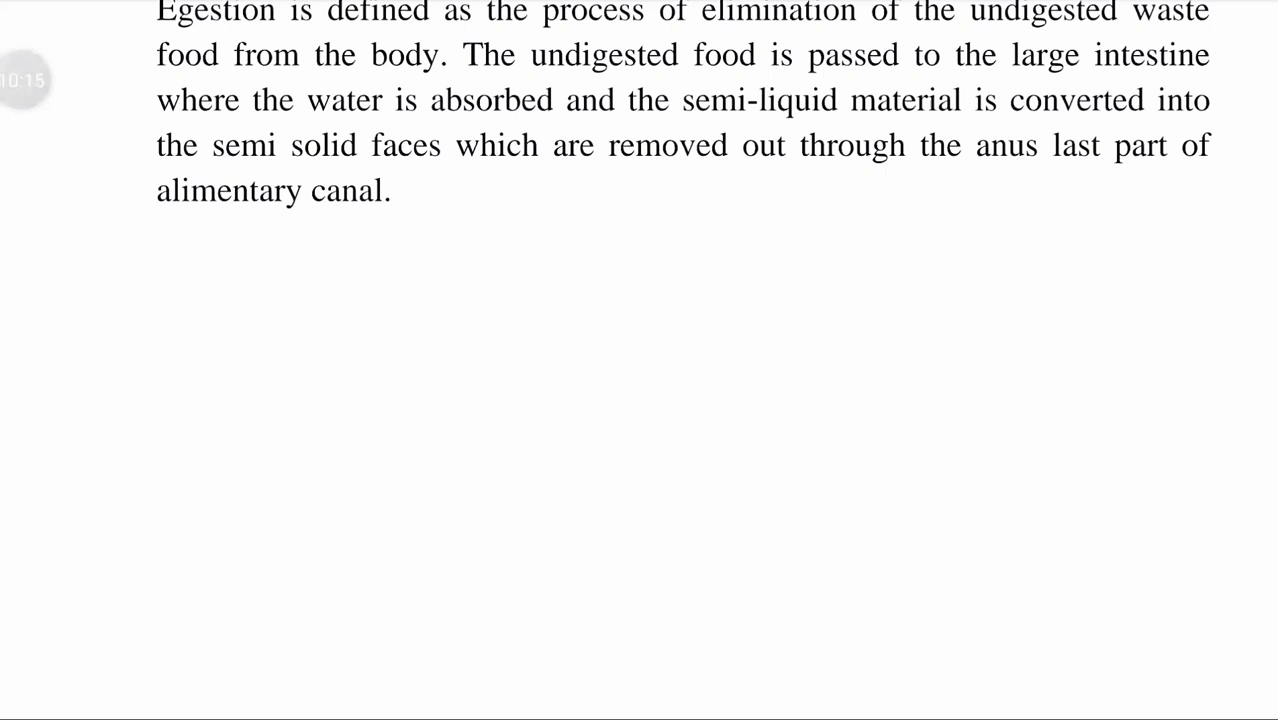 Egestion is defined as the process of elimination of the undigested waste
food from the body. The undigested food is passed to the large intestine
where the water is absorbed and the semi-liquid material is converted into
the semi solid faces which are removed out through the anus last part of
alimentary canal.
10:15